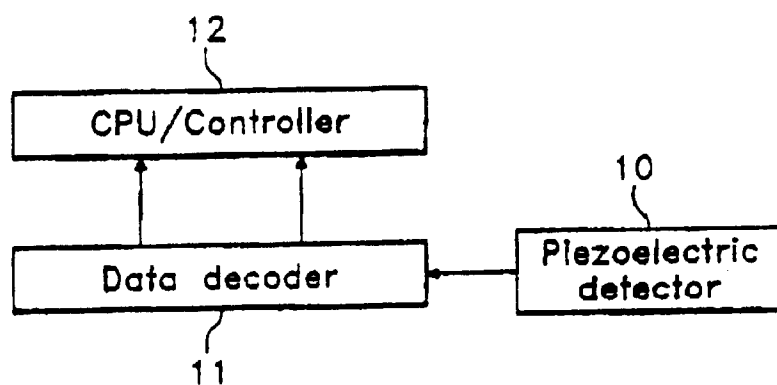 12
CPU/Controller
10
Piezoelectric
detector
Data decoder
11